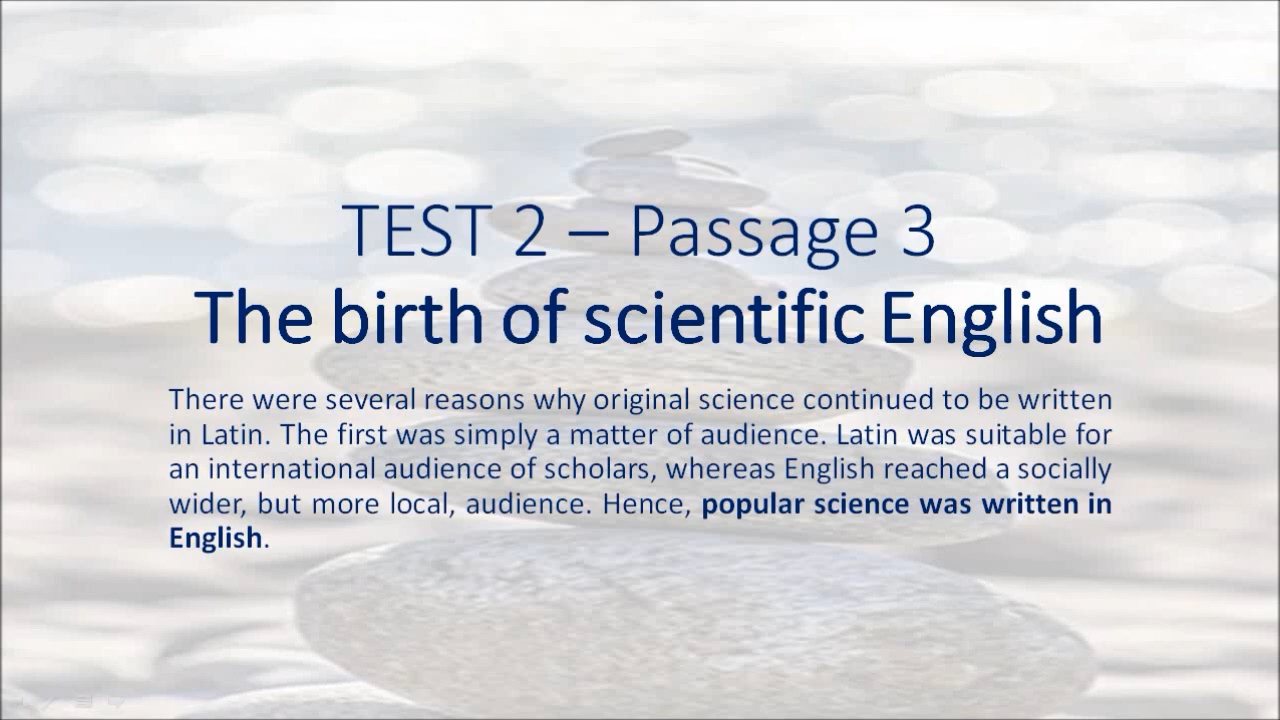 TEST 2 – Passage 3
The birth of scientific English
There were several reasons why original science continued to be written
in Latin. The first was simply a matter of audience. Latin was suitable for
an international audience of scholars, whereas English reached a socially
wider, but more local, audience. Hence, popular science was written in
English.